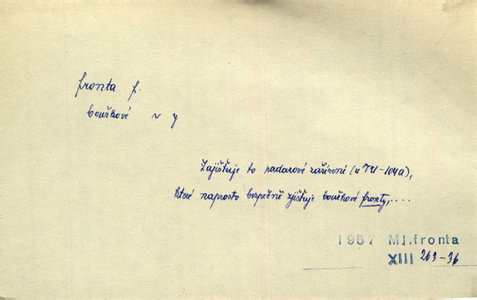 fronta f.
bouřkové v y
Zajišťuje to radarové zařízení (u TU-104a),
které naprosto bezpečně zjišťuje bouřkové fronty,....
1957 Ml.fronta
XIII 263-36